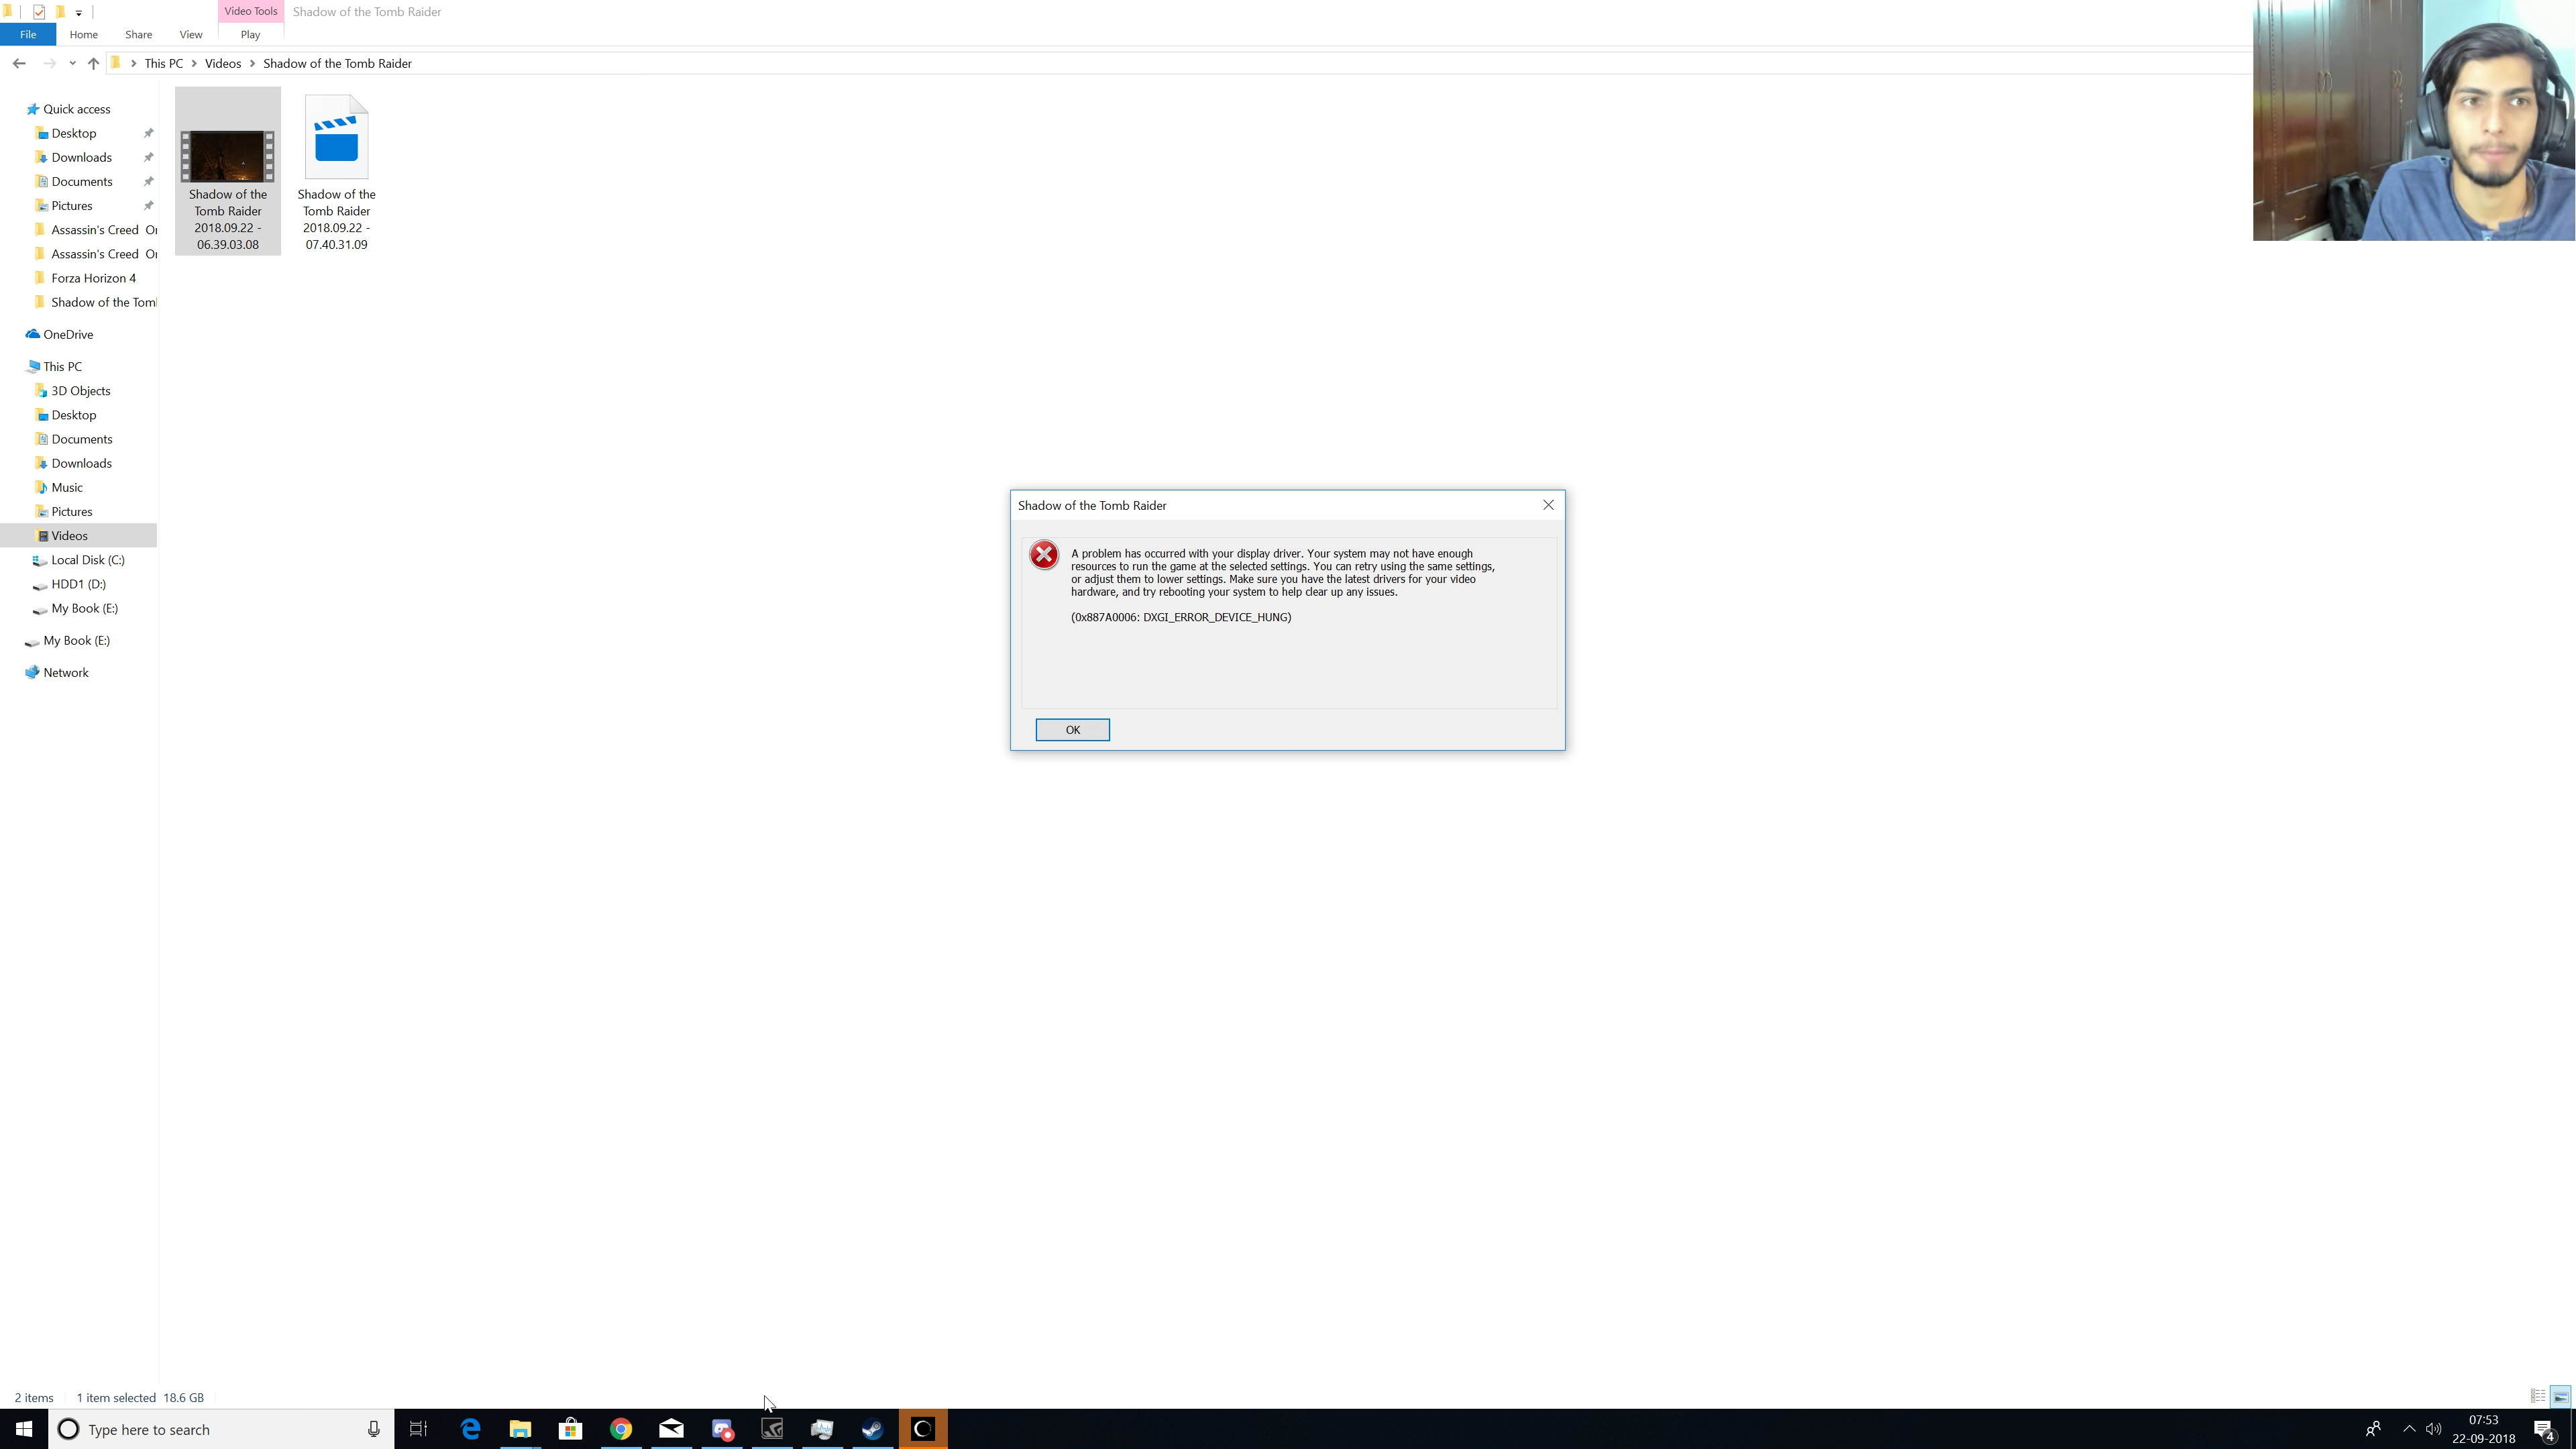 Video Tools
Shadow of the Tomb Raider
File
Home
Share
View
Play
This PC
Videos
Shadow of the Tomb Raider
Quick access
Desktop
Downloads
Documents
Pictures
Assassin's Creed
Assassin's Creed
Forza Horizon 4
Shadow of the
OneDrive
This PC
3D Objects
Desktop
Documents
Downloads
Music
Pictures
Videos
Local Disk (C:)
HDD1 (D:)
My Book (E:)
My Book (E:)
Network
Shadow of the
Tomb Raider
2018.09.22 -
06.39.03.08
Shadow of the
Tomb Raider
2018.09.22 -
07.40.31.09
Shadow of the Tomb Raider
A problem has occurred with your display driver. Your system may not have enough
resources to run the game at the selected settings. You can retry using the same settings,
or adjust them to lower settings. Make sure you have the latest drivers for your video
hardware, and try rebooting your system to help clear up any issues.
(0x887A0006: DXGI_ERROR_DEVICE_HUNG)
OK
2 items
1 item selected 18.6 GB
Type here to search
07:53
22-09-2018
4